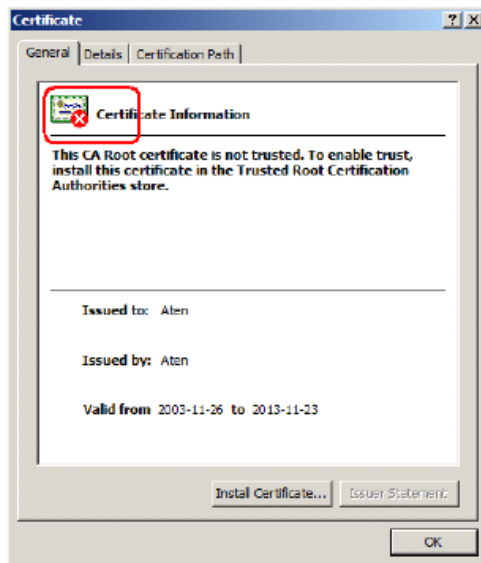 Certificate
General Details Certification Path
Certificate Information
This CA Root certificate is not trusted. To enable trust,
install this certificate in the Trusted Root Certification
Authorities store.
Issued to: Aten
Issued by: Aten
Valid from 2003-11-26 to 2013-11-23
Install Certificate... Issuer Statement
OK